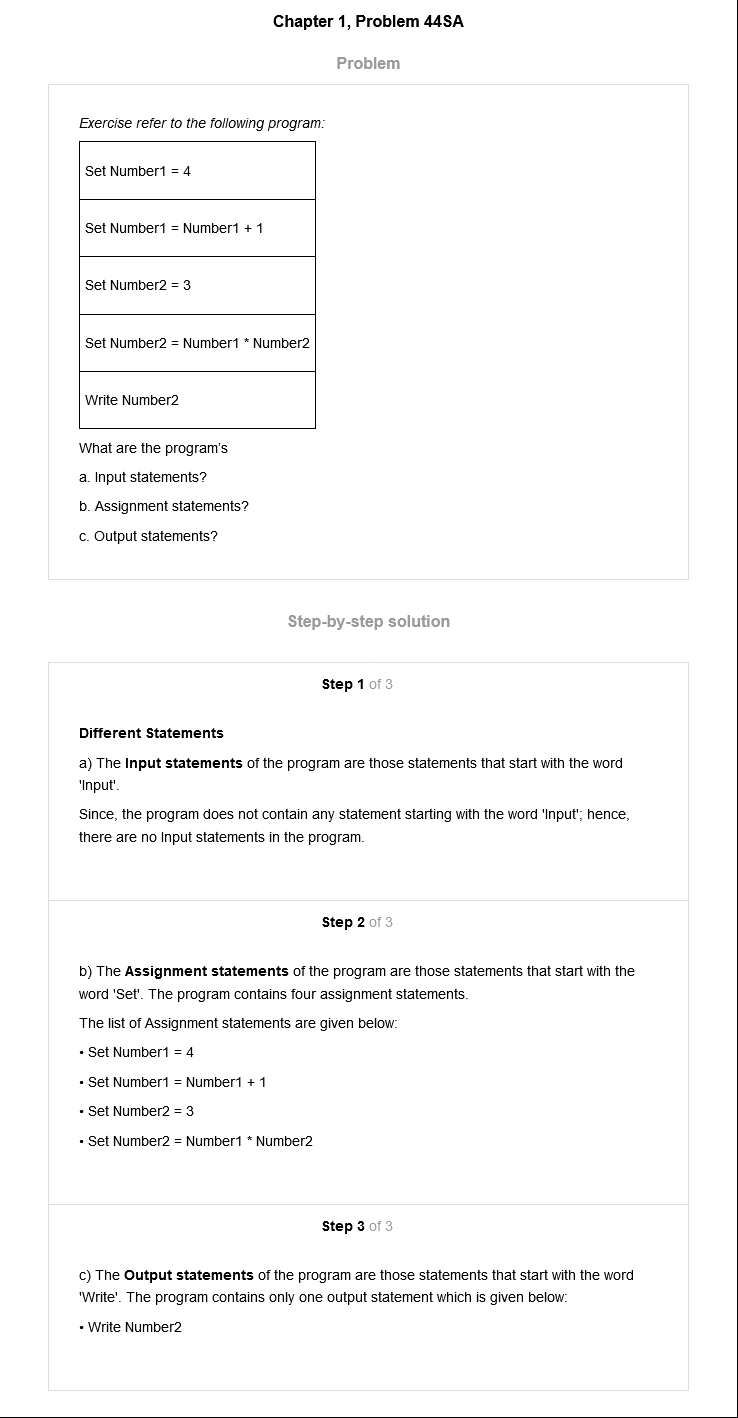 Chapter 1, Problem 44SA
Problem
Exercise refer to the following program:
Set Number1 = 4
Set Number1 = Number1 + 1
Set Number2 = 3
Set Number2 = Number1 * Number2
Write Number2
What are the program's
a. Input statements?
b. Assignment statements?
c. Output statements?
Step-by-step solution
Step 1 of 3
Different Statements
a) The Input statements of the program are those statements that start with the word
'Input'.
Since, the program does not contain any statement starting with the word 'Input'; hence,
there are no Input statements in the program.
Step 2 of 3
b) The Assignment statements of the program are those statements that start with the
word 'Set'. The program contains four assignment statements.
The list of Assignment statements are given below:
• Set Number1 = 4
• Set Number1 = Number1 + 1
• Set Number2 = 3
• Set Number2 = Number1 * Number2
Step 3 of 3
c) The Output statements of the program are those statements that start with the word
'Write'. The program contains only one output statement which is given below:
• Write Number2